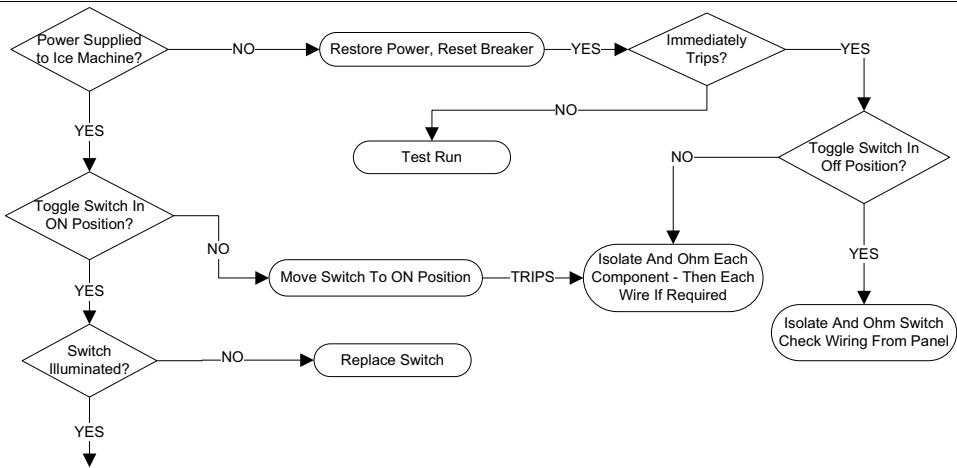 Power Supplied
to Ice Machine?
NO
Restore Power, Reset Breaker
YES
Immediately
Trips?
YES
NO
Test Run
YES
Toggle Switch In
Off Position?
NO
Toggle Switch In
ON Position?
NO
Move Switch To ON Position
TRIPS
Isolate And Ohm Each
Component - Then Each
Wire If Required
YES
Isolate And Ohm Switch
Check Wiring From Panel
YES
Switch
Illuminated?
NO
Replace Switch
YES